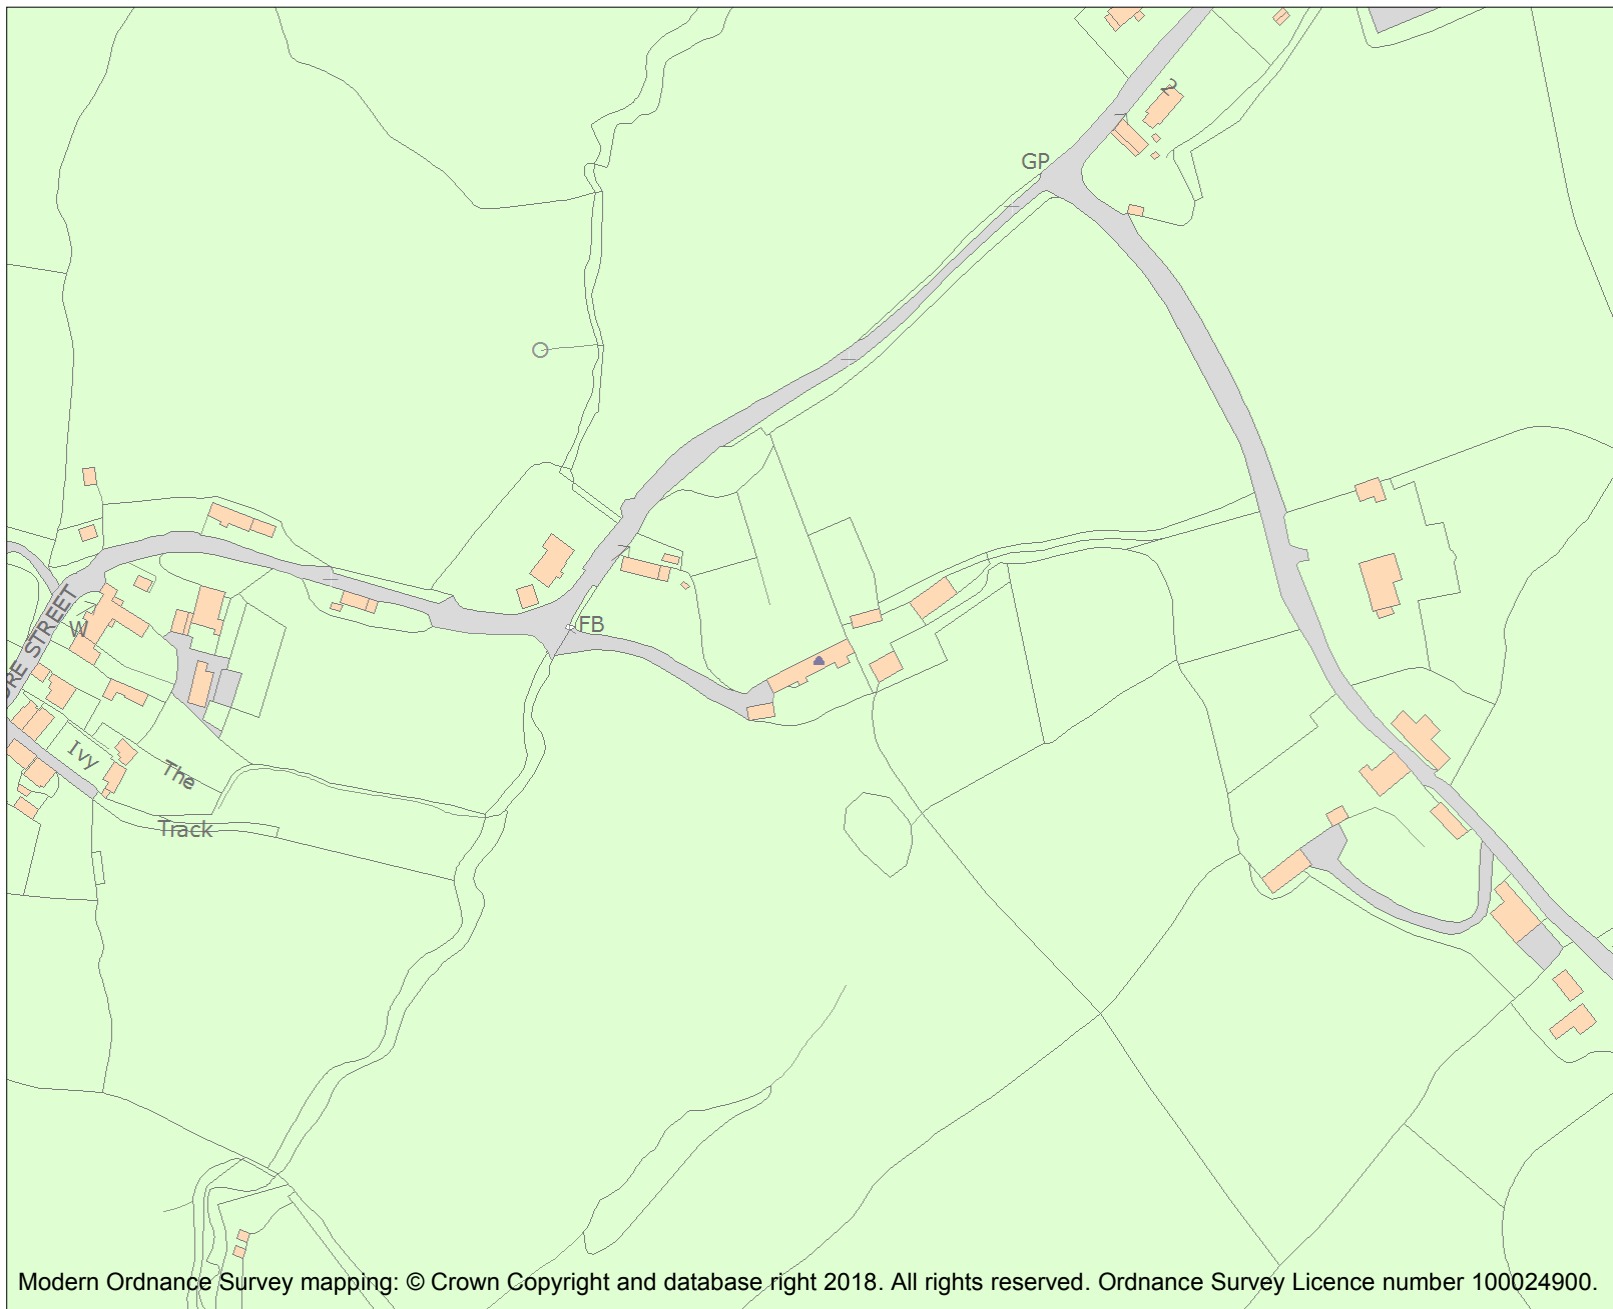 2
GP
FB
ORE STREET
W
Ivy
The
Track
Modern Ordnance Survey mapping: © Crown Copyright and database right 2018. All rights reserved. Ordnance Survey Licence number 100024900.